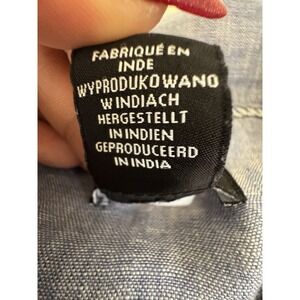 FABRIQUÉ EN
INDE
WYPRODUKOWANO
W INDIACH
HERGESTELLT
IN INDIEN
GEPRODUCEERD
IN INDIA